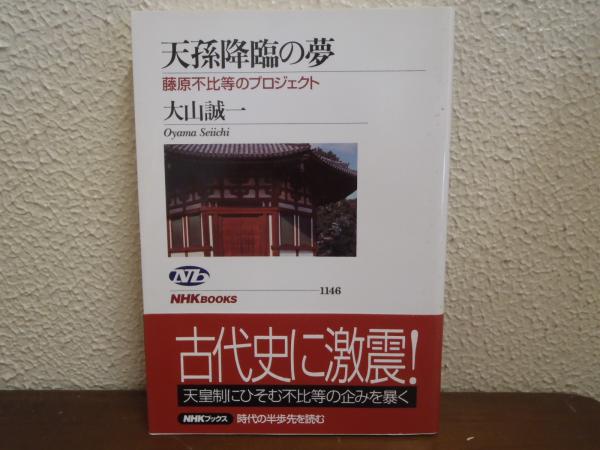 天孫降臨の夢
藤原不比等のプロジェクト
大山誠一
Oyama Seiichi
Nb
NHKBOOKS
1146
古代史に激震!
天皇制にひそむ不比等の企みを暴く
NHKブックス 時代の半歩先を読む